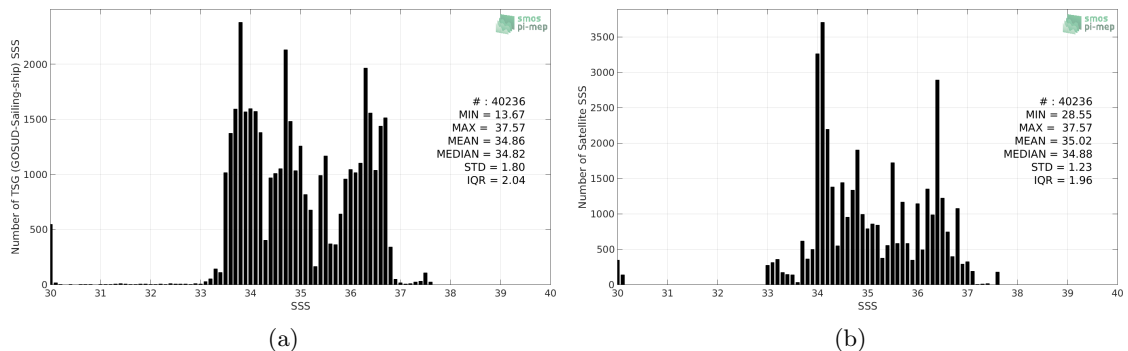 smos
pi-mep
Number of TSG (GOSUD-Sailing-ship) SSS
2000
1500
1000
500
0
# : 40236
MIN = 13.67
MAX = 37.57
MEAN = 34.86
MEDIAN = 34.82
STD = 1.80
IQR = 2.04
30 31 32 33 34 35 36 37 38 39 40
SSS
(a)
smos
pi-mep
Number of Satellite SSS
3500
3000
2500
2000
1500
1000
500
0
# : 40236
MIN = 28.55
MAX = 37.57
MEAN = 35.02
MEDIAN = 34.88
STD = 1.23
IQR = 1.96
30 31 32 33 34 35 36 37 38 39 40
SSS
(b)